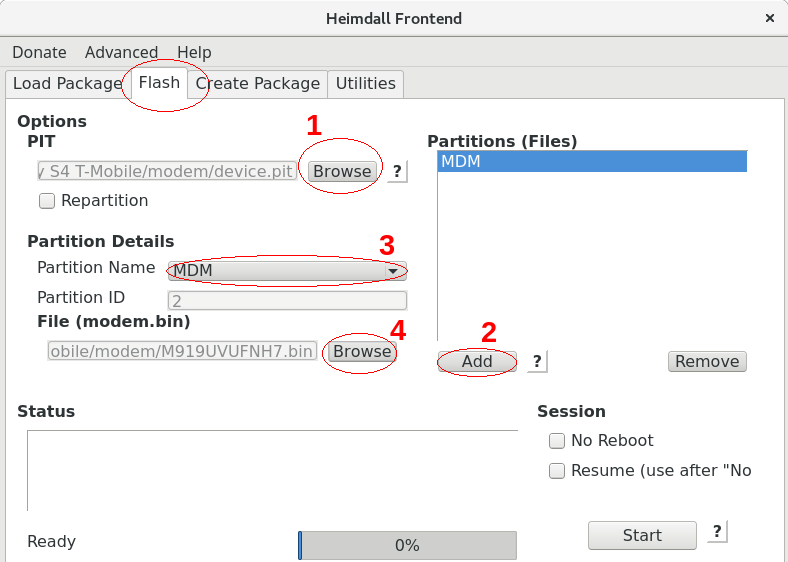 Heimdall Frontend ×
Donate Advanced Help
Load Package Flash Create Package Utilities
Options
1
PIT
Partitions (Files)
y S4 T-Mobile/modem/device.pit Browse ?
MDM
Repartition
Partition Details
3
Partition Name MDM
Partition ID 2
File (modem.bin)
4
2
obile/modem/M919UVUFNH7.bin Browse
Add ? Remove
Status
Session
No Reboot
Resume (use after "No
Ready 0%
Start ?